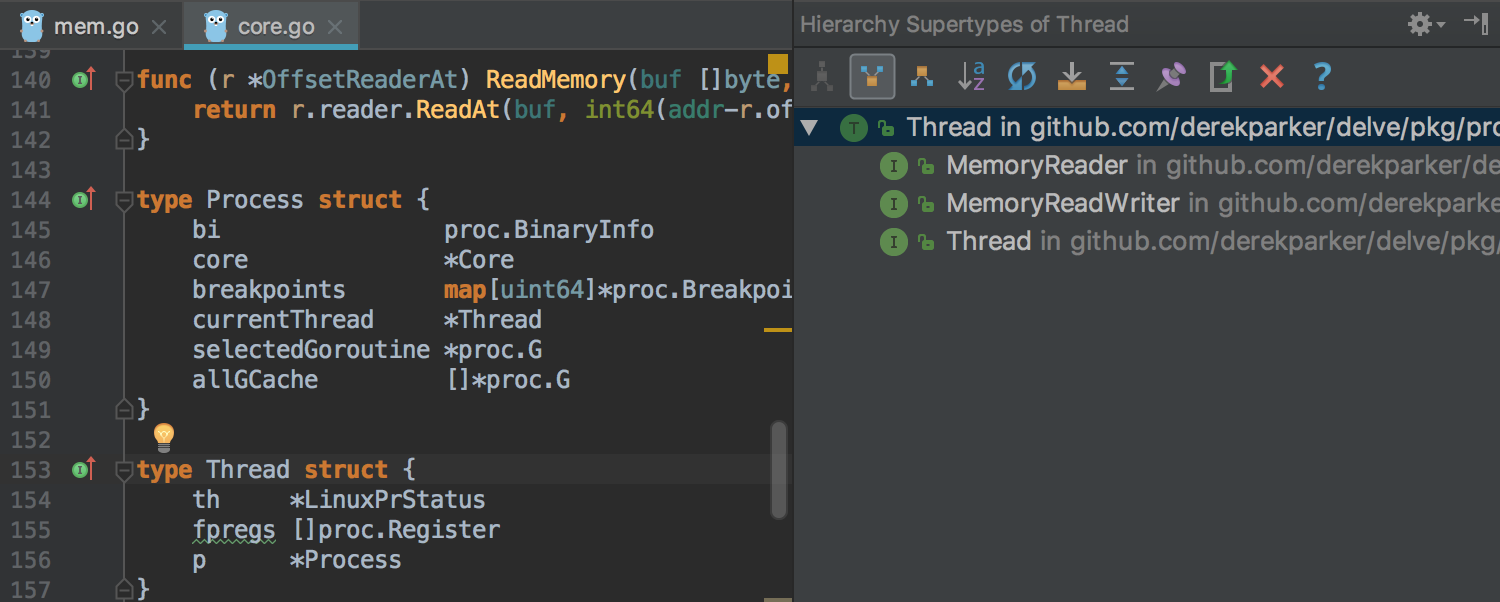 mem.go
core.go
139
140 func (r *OffsetReaderAt) ReadMemory(buf []byte,
141 return r.reader.ReadAt(buf, int64(addr-r.of
142 }
143
144 type Process struct {
145 bi proc.BinaryInfo
146 core *Core
147 breakpoints map[uint64]*proc.Breakpoi
148 currentThread *Thread
149 selectedGoroutine *proc.G
150 allGCache []*proc.G
151 }
152
153 type Thread struct {
154 th *LinuxPrStatus
155 fpregs []proc.Register
156 p *Process
157 }
Hierarchy Supertypes of Thread
a z ?
T Thread in github.com/derekparker/delve/pkg/pro
I MemoryReader in github.com/derekparker/de
I MemoryReadWriter in github.com/derekparke
I Thread in github.com/derekparker/delve/pkg/